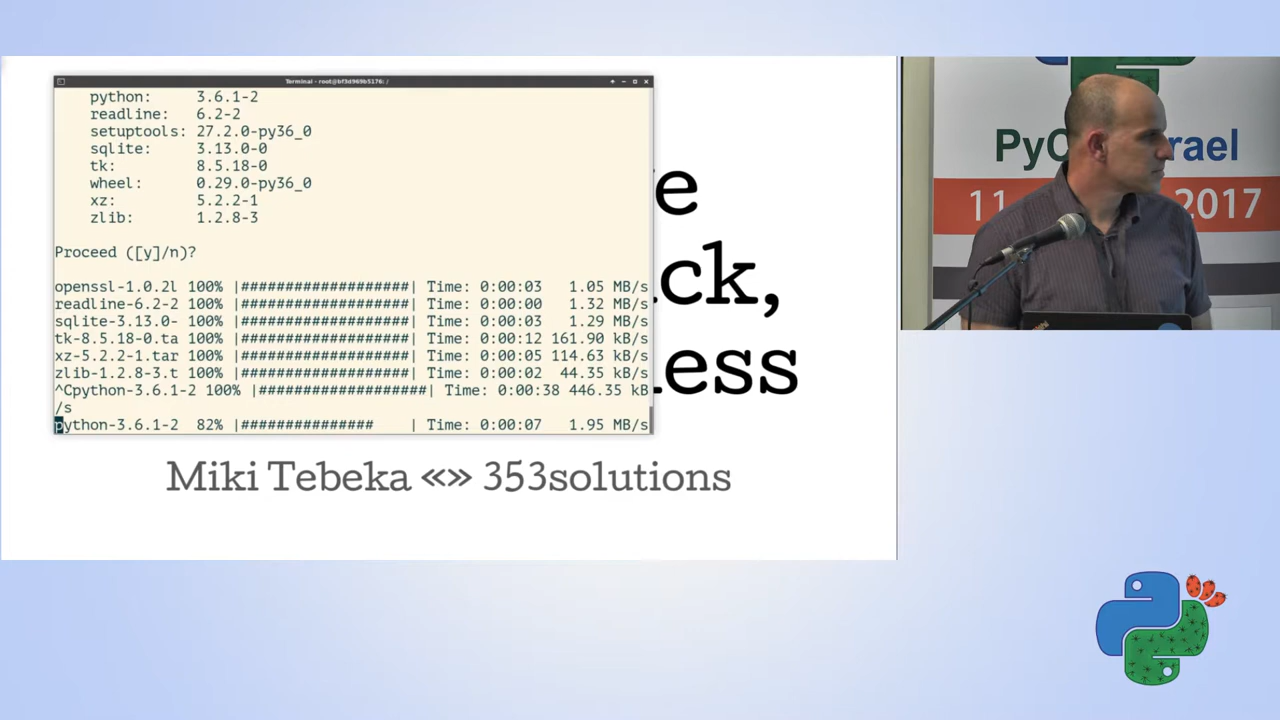 Terminal - root@bf3d969b5176: /
python: 3.6.1-2
readline: 6.2-2
setuptools: 27.2.0-py36_0
sqlite: 3.13.0-0
tk: 8.5.18-0
wheel: 0.29.0-py36_0
xz: 5.2.2-1
zlib: 1.2.8-3
Proceed ([y]/n)?
openssl-1.0.2l 100% |###################| Time: 0:00:03 1.05 MB/s
readline-6.2-2 100% |###################| Time: 0:00:00 1.32 MB/s
sqlite-3.13.0- 100% |###################| Time: 0:00:03 1.29 MB/s
tk-8.5.18-0.ta 100% |###################| Time: 0:00:12 161.90 kB/s
xz-5.2.2-1.tar 100% |###################| Time: 0:00:05 114.63 kB/s
zlib-1.2.8-3.t 100% |###################| Time: 0:00:02 44.35 kB/s
^Cpython-3.6.1-2 100% |###################| Time: 0:00:38 446.35 kB
/s
python-3.6.1-2 82% |############### | Time: 0:00:07 1.95 MB/s
ck,
ess
Miki Tebeka «» 353solutions
PyC rael
11 2017